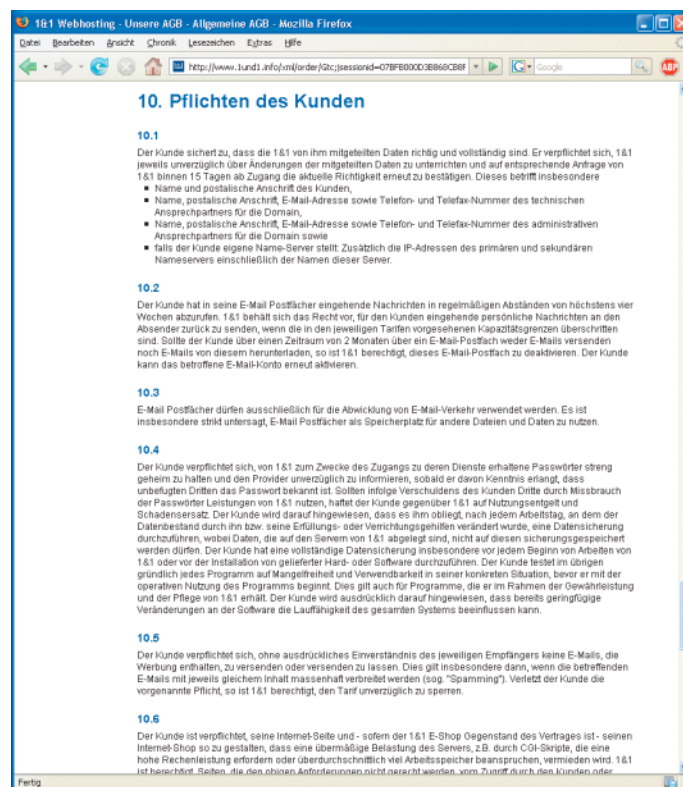 1&1 Webhosting - Unsere AGB - Allgemeine AGB - Mozilla Firefox
Datei Bearbeiten Ansicht Chronik Lesezeichen Extras Hilfe
http://www.1und1.info/xml/order/Gtc;jsessionid=07BFB000D3B868CB8F
Google
ABP
10. Pflichten des Kunden
10.1
Der Kunde sichert zu, dass die 1&1 von ihm mitgeteilten Daten richtig und vollständig sind. Er verpflichtet sich, 1&1
jeweils unverzüglich über Änderungen der mitgeteilten Daten zu unterrichten und auf entsprechende Anfrage von
1&1 binnen 15 Tagen ab Zugang die aktuelle Richtigkeit erneut zu bestätigen. Dieses betrifft insbesondere
■ Name und postalische Anschrift des Kunden,
■ Name, postalische Anschrift, E-Mail-Adresse sowie Telefon- und Telefax-Nummer des technischen
Ansprechpartners für die Domain,
■ Name, postalische Anschrift, E-Mail-Adresse sowie Telefon- und Telefax-Nummer des administrativen
Ansprechpartners für die Domain sowie
■ falls der Kunde eigene Name-Server stellt: Zusätzlich die IP-Adressen des primären und sekundären
Nameservers einschließlich der Namen dieser Server.
10.2
Der Kunde hat in seine E-Mail Postfächer eingehende Nachrichten in regelmäßigen Abständen von höchstens vier
Wochen abzurufen. 1&1 behält sich das Recht vor, für den Kunden eingehende persönliche Nachrichten an den
Absender zurück zu senden, wenn die in den jeweiligen Tarifen vorgesehenen Kapazitätsgrenzen überschritten
sind. Sollte der Kunde über einen Zeitraum von 2 Monaten über ein E-Mail-Postfach weder E-Mails versenden
noch E-Mails von diesem herunterladen, so ist 1&1 berechtigt, dieses E-Mail-Postfach zu deaktivieren. Der Kunde
kann das betroffene E-Mail-Konto erneut aktivieren.
10.3
E-Mail Postfächer dürfen ausschließlich für die Abwicklung von E-Mail-Verkehr verwendet werden. Es ist
insbesondere strikt untersagt, E-Mail Postfächer als Speicherplatz für andere Dateien und Daten zu nutzen.
10.4
Der Kunde verpflichtet sich, von 1&1 zum Zwecke des Zugangs zu deren Dienste erhaltene Passwörter streng
geheim zu halten und den Provider unverzüglich zu informieren, sobald er davon Kenntnis erlangt, dass
unbefugten Dritten das Passwort bekannt ist. Sollten infolge Verschuldens des Kunden Dritte durch Missbrauch
der Passwörter Leistungen von 1&1 nutzen, haftet der Kunde gegenüber 1&1 auf Nutzungsentgelt und
Schadensersatz. Der Kunde wird darauf hingewiesen, dass es ihm obliegt, nach jedem Arbeitstag, an dem der
Datenbestand durch ihn bzw. seine Erfüllungs- oder Verrichtungsgehilfen verändert wurde, eine Datensicherung
durchzuführen, wobei Daten, die auf den Servern von 1&1 abgelegt sind, nicht auf diesen sicherungsgespeichert
werden dürfen. Der Kunde hat eine vollständige Datensicherung insbesondere vor jedem Beginn von Arbeiten von
1&1 oder vor der Installation von gelieferter Hard- oder Software durchzuführen. Der Kunde testet im übrigen
gründlich jedes Programm auf Mangelfreiheit und Verwendbarkeit in seiner konkreten Situation, bevor er mit der
operativen Nutzung des Programms beginnt. Dies gilt auch für Programme, die er im Rahmen der Gewährleistung
und der Pflege von 1&1 erhält. Der Kunde wird ausdrücklich darauf hingewiesen, dass bereits geringfügige
Veränderungen an der Software die Lauffähigkeit des gesamten Systems beeinflussen kann.
10.5
Der Kunde verpflichtet sich, ohne ausdrückliches Einverständnis des jeweiligen Empfängers keine E-Mails, die
Werbung enthalten, zu versenden oder versenden zu lassen. Dies gilt insbesondere dann, wenn die betreffenden
E-Mails mit jeweils gleichem Inhalt massenhaft verbreitet werden (sog. "Spamming"). Verletzt der Kunde die
vorgenannte Pflicht, so ist 1&1 berechtigt, den Tarif unverzüglich zu sperren.
10.6
Der Kunde ist verpflichtet, seine Internet-Seite und - sofern der 1&1 E-Shop Gegenstand des Vertrages ist - seinen
Internet-Shop so zu gestalten, dass eine übermäßige Belastung des Servers, z.B. durch CGI-Skripte, die eine
hohe Rechenleistung erfordern oder überdurchschnittlich viel Arbeitsspeicher beanspruchen, vermieden wird. 1&1
ist berechtigt, Seiten, die den obigen Anforderungen nicht gerecht werden, vom Zugriff durch den Kunden oder
Fertig